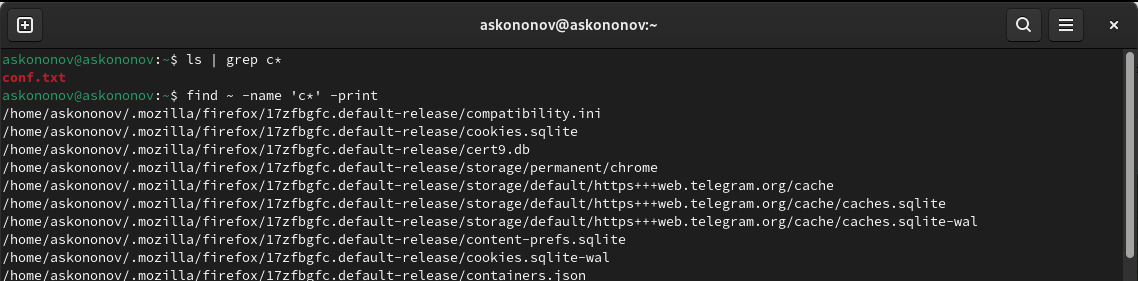 askononov@askononov:~
askononov@askononov:~$ ls | grep c*
conf.txt
askononov@askononov:~$ find ~ -name 'c*' -print
/home/askononov/.mozilla/firefox/17zfbgfc.default-release/compatibility.ini
/home/askononov/.mozilla/firefox/17zfbgfc.default-release/cookies.sqlite
/home/askononov/.mozilla/firefox/17zfbgfc.default-release/cert9.db
/home/askononov/.mozilla/firefox/17zfbgfc.default-release/storage/permanent/chrome
/home/askononov/.mozilla/firefox/17zfbgfc.default-release/storage/default/https+++web.telegram.org/cache
/home/askononov/.mozilla/firefox/17zfbgfc.default-release/storage/default/https+++web.telegram.org/cache/caches.sqlite
/home/askononov/.mozilla/firefox/17zfbgfc.default-release/storage/default/https+++web.telegram.org/cache/caches.sqlite-wal
/home/askononov/.mozilla/firefox/17zfbgfc.default-release/content-prefs.sqlite
/home/askononov/.mozilla/firefox/17zfbgfc.default-release/cookies.sqlite-wal
/home/askononov/.mozilla/firefox/17zfbgfc.default-release/containers.json